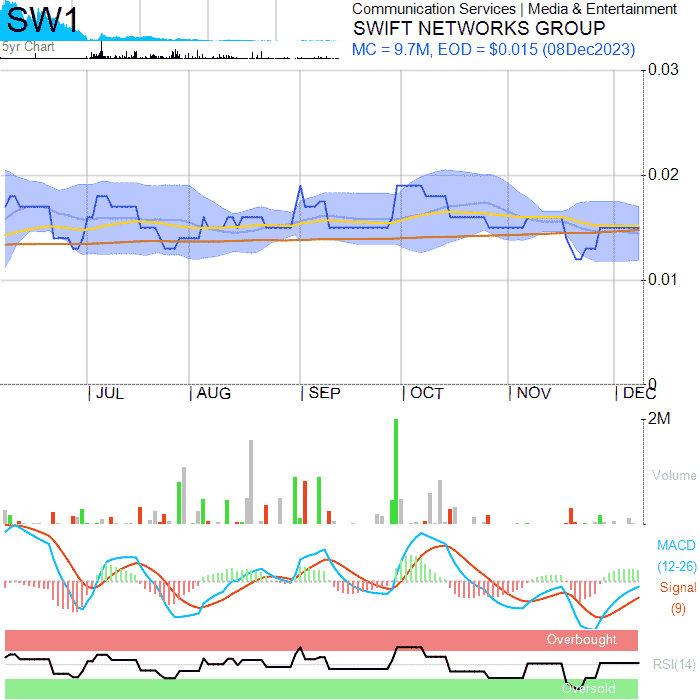 SW1
5yr Chart
Communication Services | Media & Entertainment
SWIFT NETWORKS GROUP
MC = 9.7M, EOD = $0.015 (08Dec2023)
0.03
0.02
0.01
0
JUL AUG SEP OCT NOV DEC
2M
Volume
MACD
(12-26)
Signal
(9)
Overbought
RSI(14)
Oversold